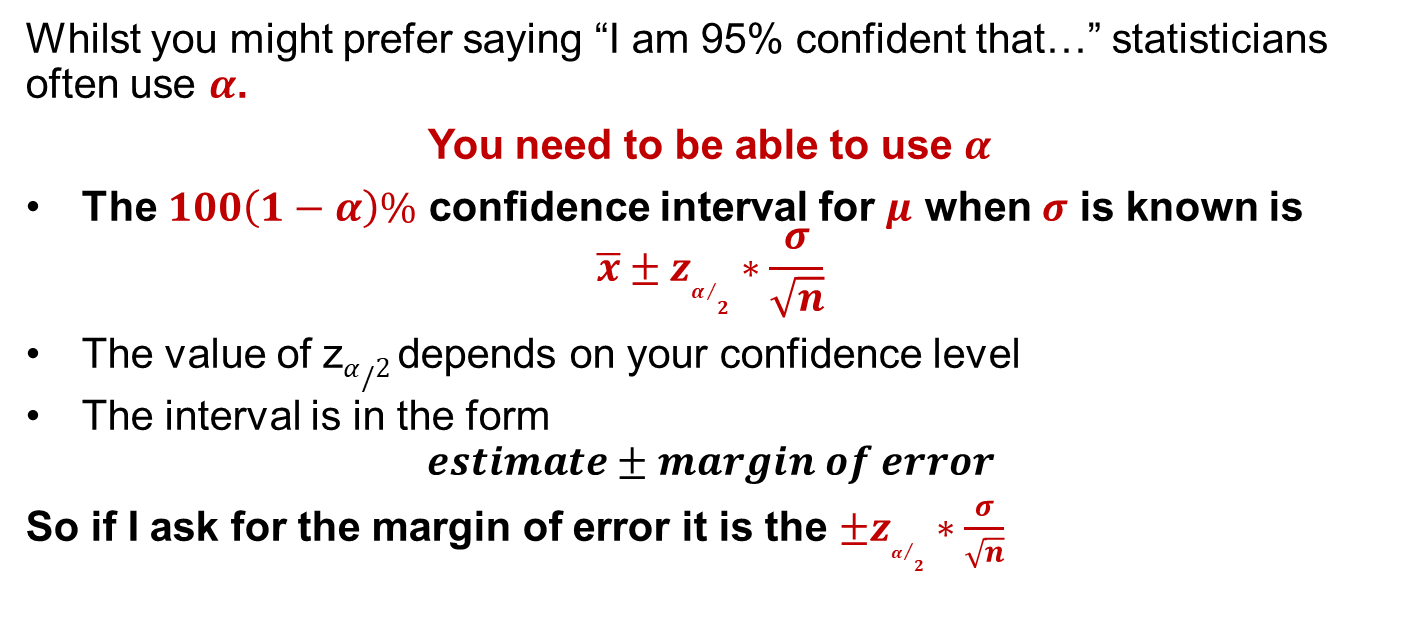 Whilst you might prefer saying “I am 95% confident that…” statisticians
often use α.
You need to be able to use α
• The 100(1 − α)% confidence interval for μ when σ is known is
x̅ ± z_{α/2} * σ/√n
• The value of z_{α/2} depends on your confidence level
• The interval is in the form
estimate ± margin of error
So if I ask for the margin of error it is the ±z_{α/2} * σ/√n